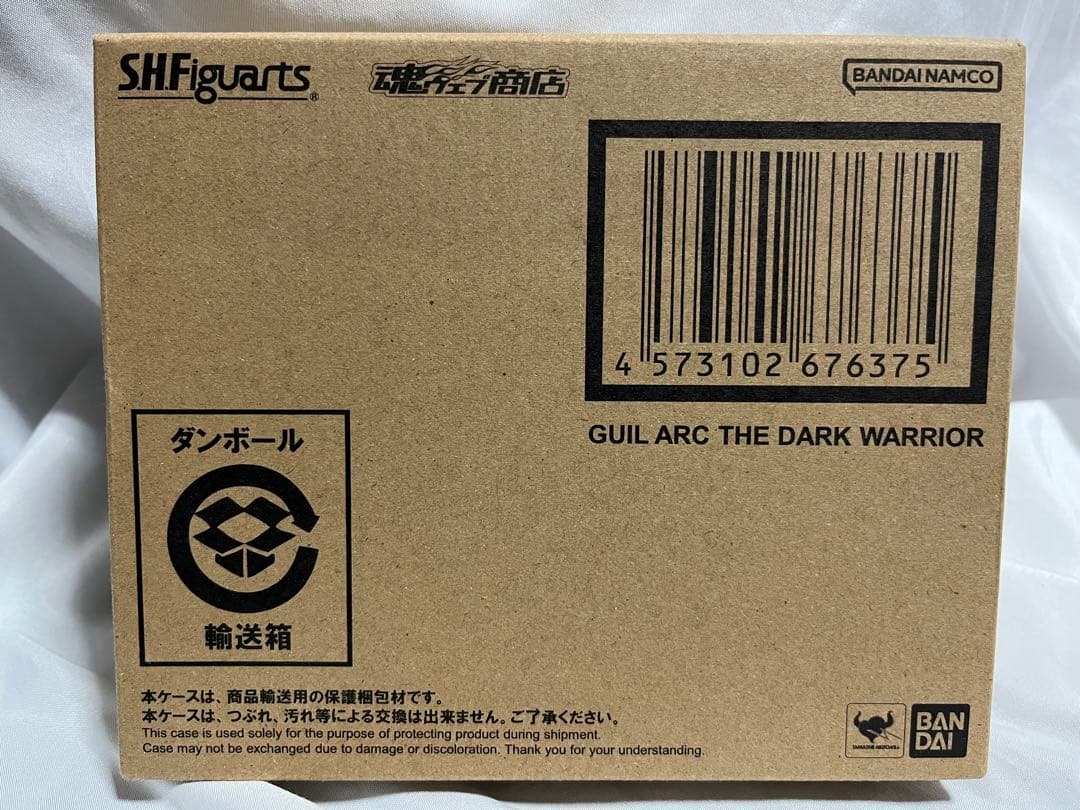 S.H.Figuarts®
魂ウェブ商店
BANDAI NAMCO
4 573102 676375
GUIL ARC THE DARK WARRIOR
ダンボール
輸送箱
本ケースは、商品輸送用の保護梱包材です。
本ケースは、つぶれ、汚れ等による交換は出来ません。ご了承ください。
This case is used solely for the purpose of protecting product during shipment.
Case may not be exchanged due to damage or discoloration. Thank you for your understanding.
TAMASHII NATIONS
BAN
DAI